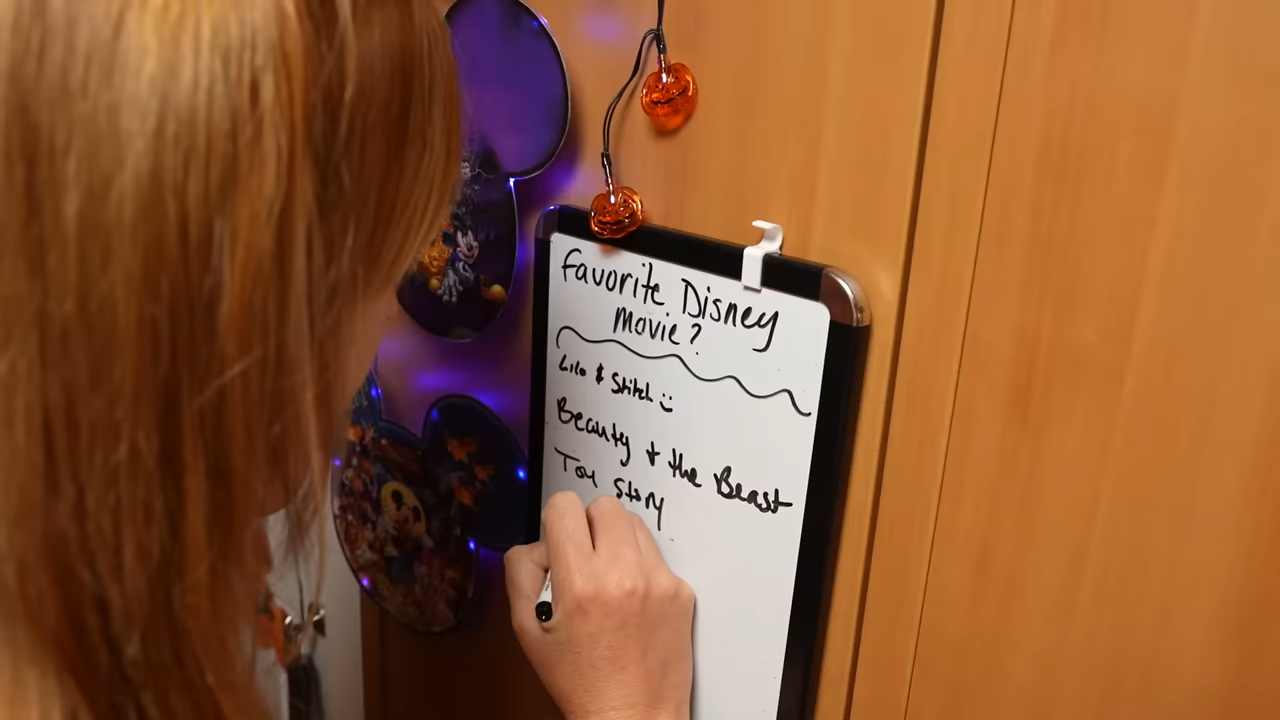 Favorite Disney
Movie?
Lilo & Stitch :)
Beauty + the Beast
Toy Story